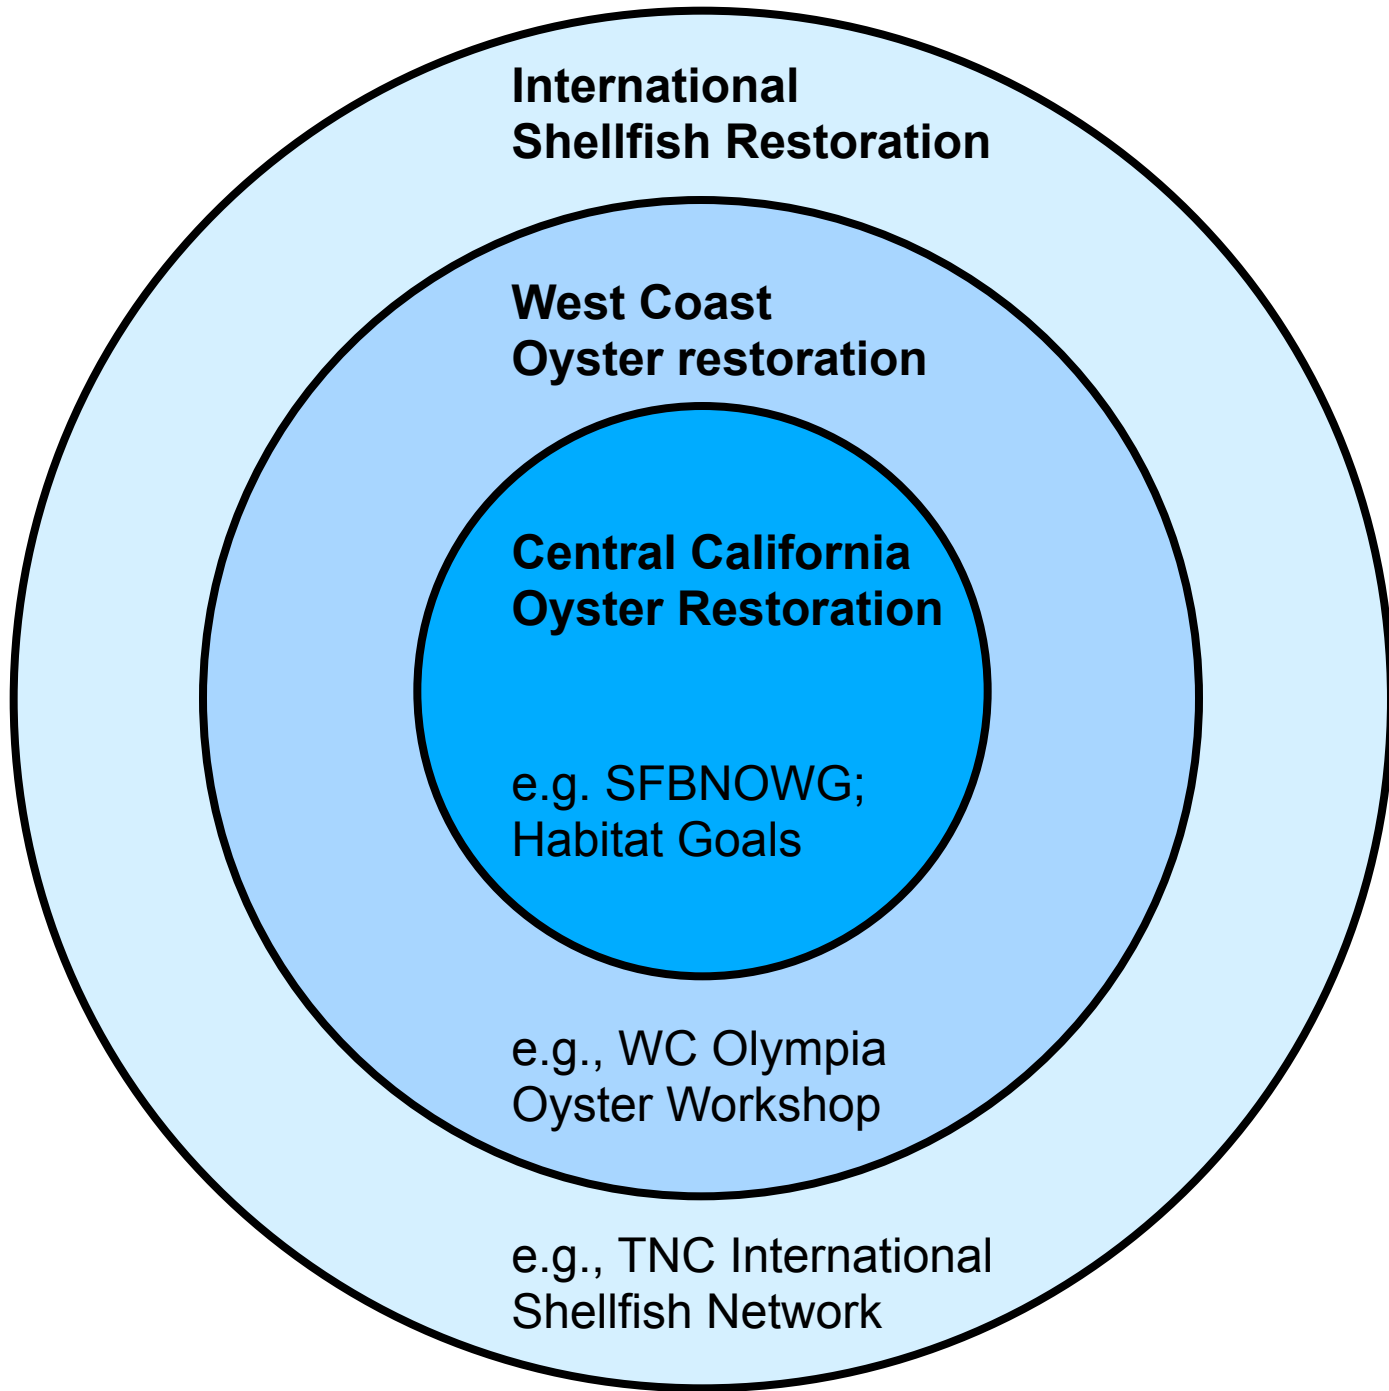 International
Shellfish Restoration
West Coast
Oyster restoration
Central California
Oyster Restoration
e.g. SFBNOWG;
Habitat Goals
e.g., WC Olympia
Oyster Workshop
e.g., TNC International
Shellfish Network